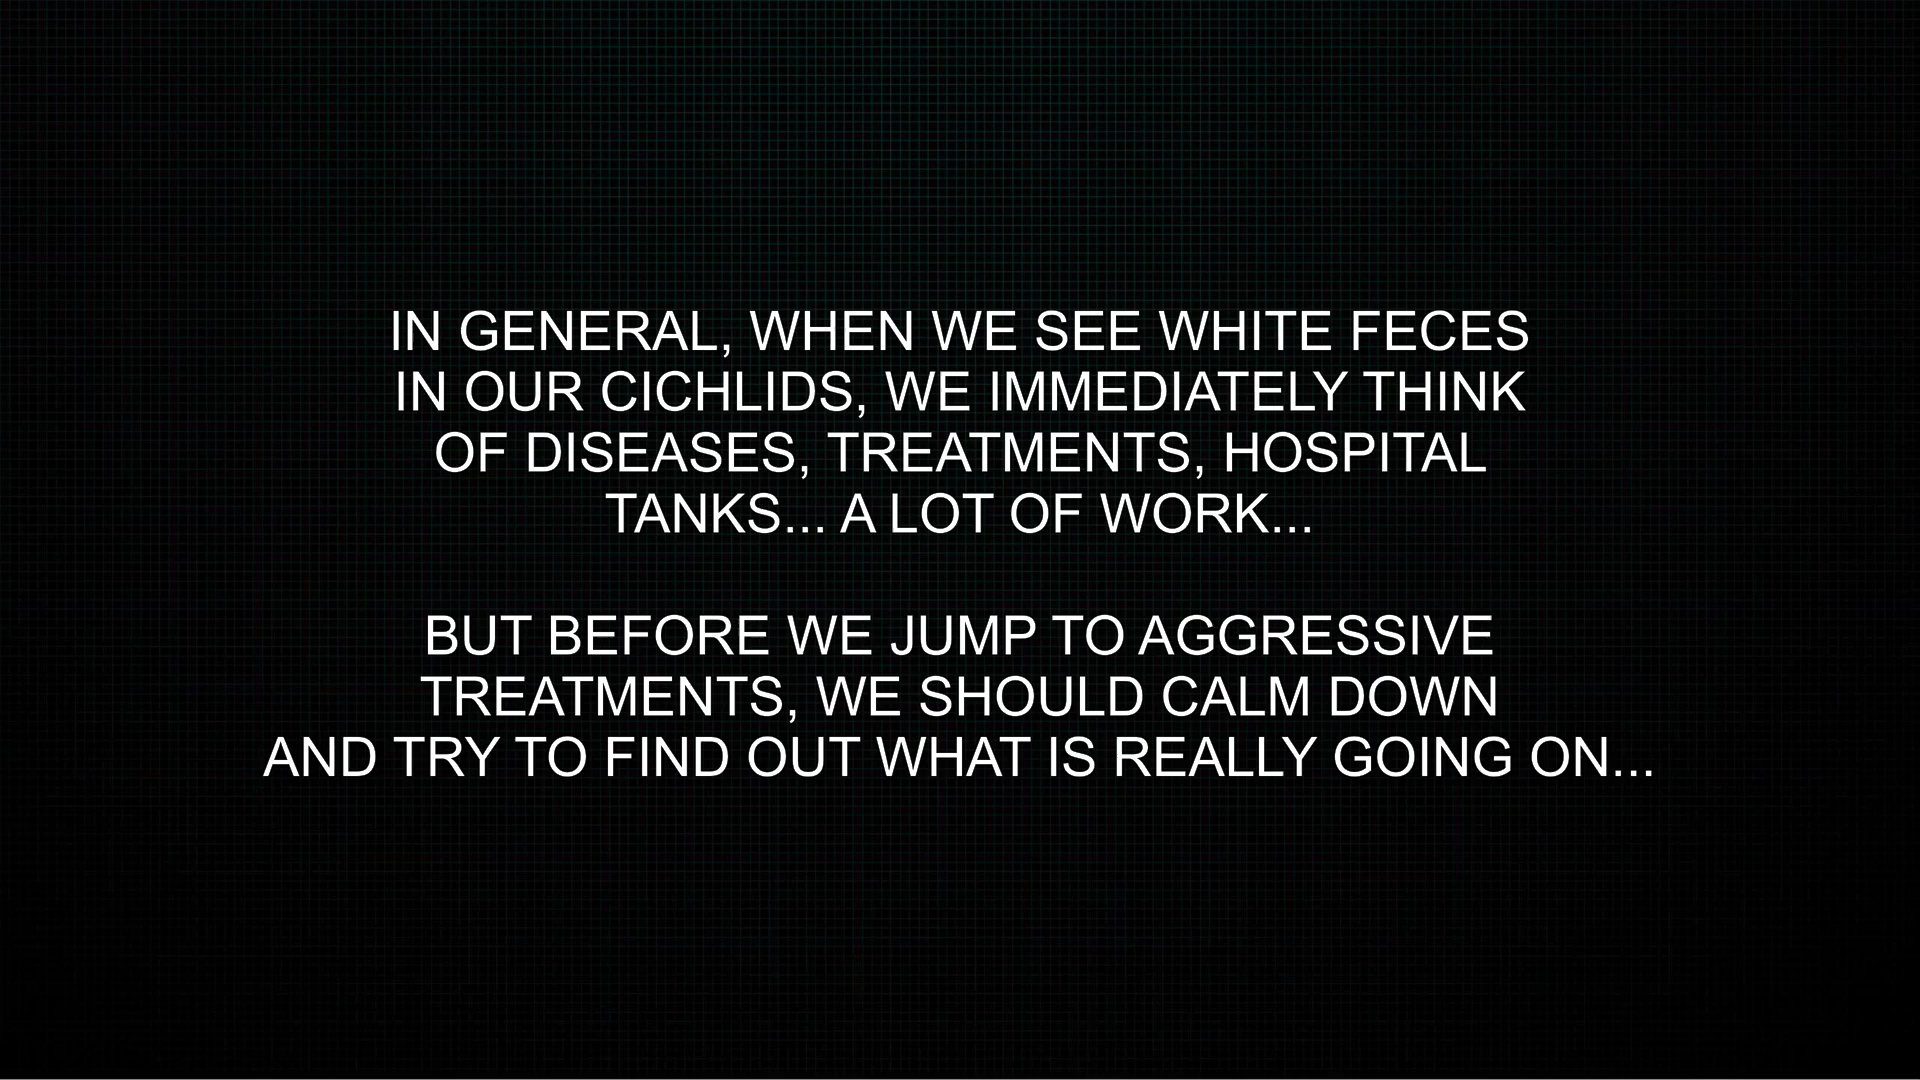 IN GENERAL, WHEN WE SEE WHITE FECES
IN OUR CICHLIDS, WE IMMEDIATELY THINK
OF DISEASES, TREATMENTS, HOSPITAL
TANKS... A LOT OF WORK...
BUT BEFORE WE JUMP TO AGGRESSIVE
TREATMENTS, WE SHOULD CALM DOWN
AND TRY TO FIND OUT WHAT IS REALLY GOING ON...